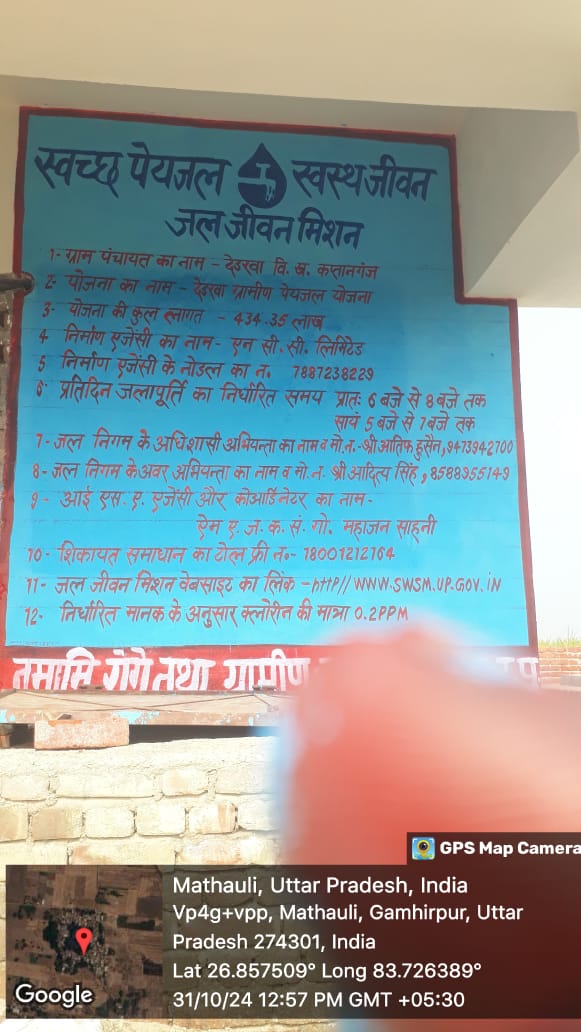 स्वच्छ पेयजल स्वस्थ जीवन
जल जीवन मिशन
1- ग्राम पंचायत का नाम - देउरवा वि. ख. कप्तानगंज
2- योजना का नाम - देउरवा ग्रामीण पेयजल योजना
3- योजना की कुल लागत - 434.35 लाख
4 निर्माण एजेंसी का नाम- एन सी. सी. लिमिटेड
5 निर्माण एजेंसी के नोडल का न. 7887238229
6 प्रतिदिन जलापूर्ति का निर्धारित समय प्रातः 6 बजे से 8 बजे तक
सायं 5 बजे से 7 बजे तक
7- जल निगम के अधिशासी अभियन्ता का नाम व मो.न.-श्री आतिफ हुसैन,9473942700
8- जल निगम के अवर अभियन्ता का नाम व मो.न. श्री आदित्य सिंह,8588955149
9- आई एस. ए. एजेंसी और कोआर्डिनेटर का नाम-
ऐम ए. ज. क. सं. गो. महाजन साहनी
10- शिकायत समाधान का टोल फ्री न.- 18001212164
11- जल जीवन मिशन वेबसाइट का लिंक -http// WWW.SWSM.UP.GOV.IN
12- निर्धारित मानक के अनुसार क्लोरीन की मात्रा 0.2PPM
नमामि गंगे तथा ग्रामीण
GPS Map Camera
Mathauli, Uttar Pradesh, India
Vp4g+vpp, Mathauli, Gamhirpur, Uttar
Pradesh 274301, India
Lat 26.857509° Long 83.726389°
31/10/24 12:57 PM GMT +05:30
Google